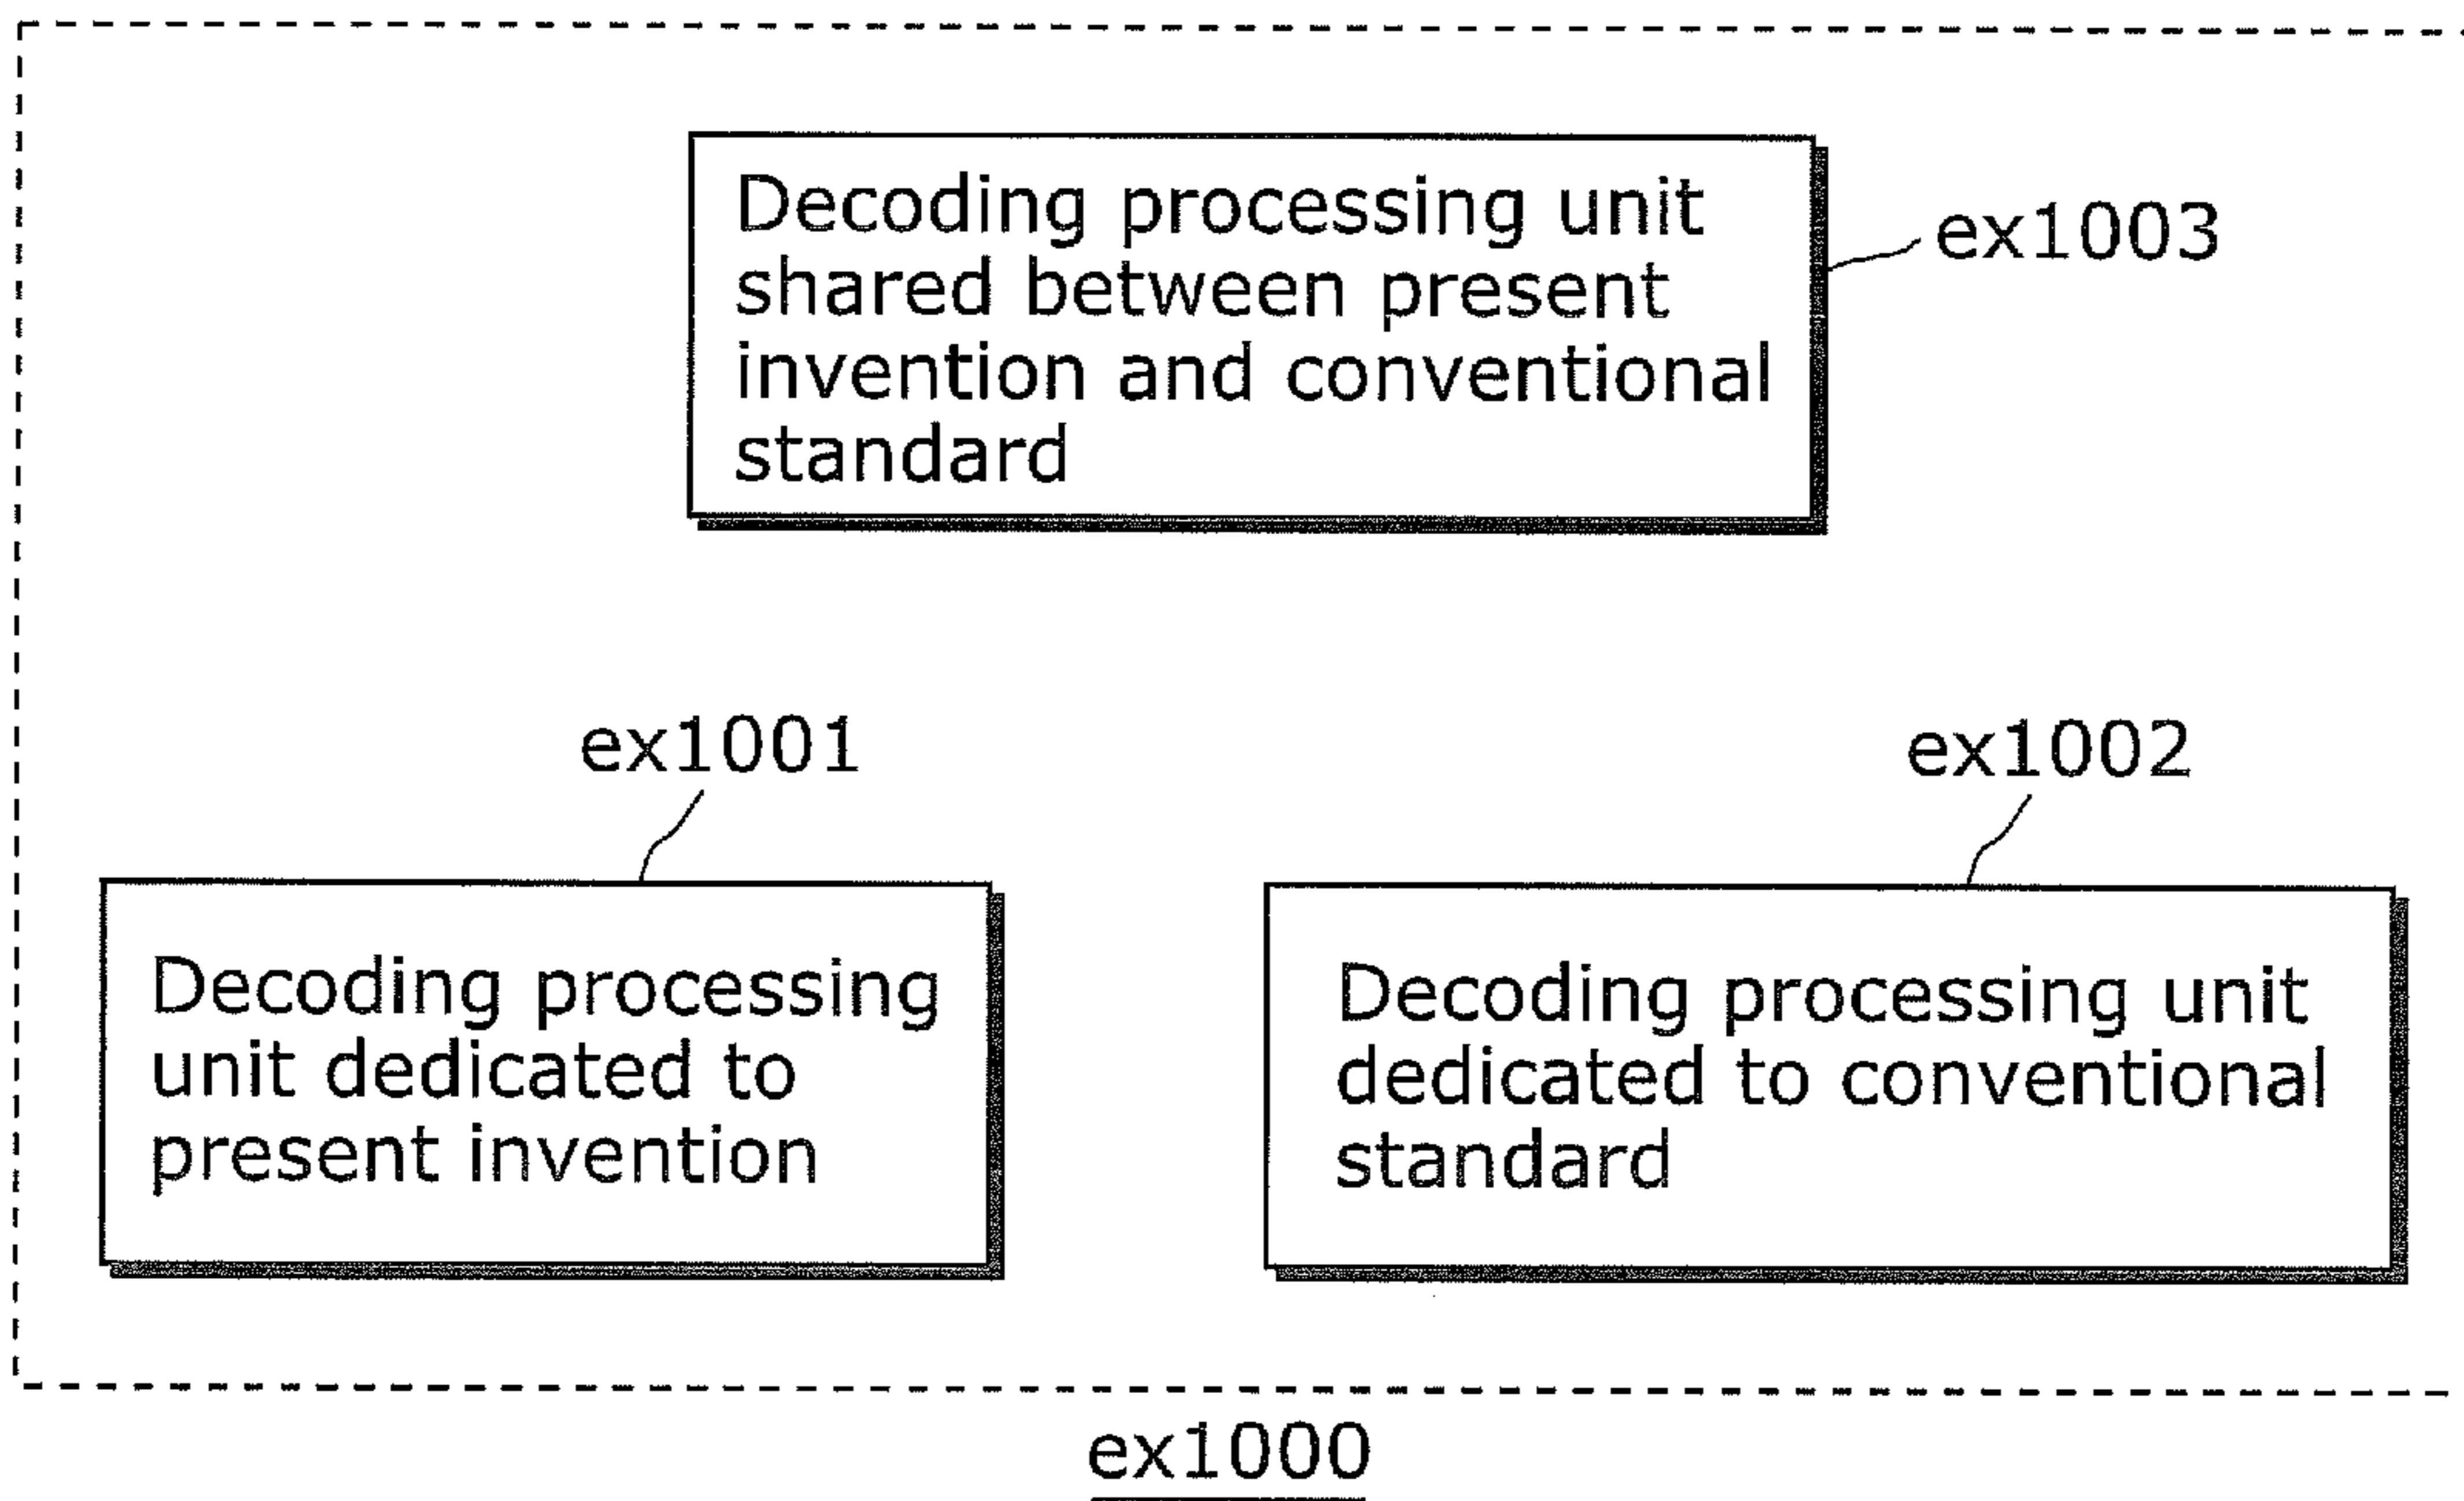 Decoding processing unit
shared between present
invention and conventional
standard
ex1003
ex1001
ex1002
Decoding processing
unit dedicated to
present invention
Decoding processing unit
dedicated to conventional
standard
ex1000